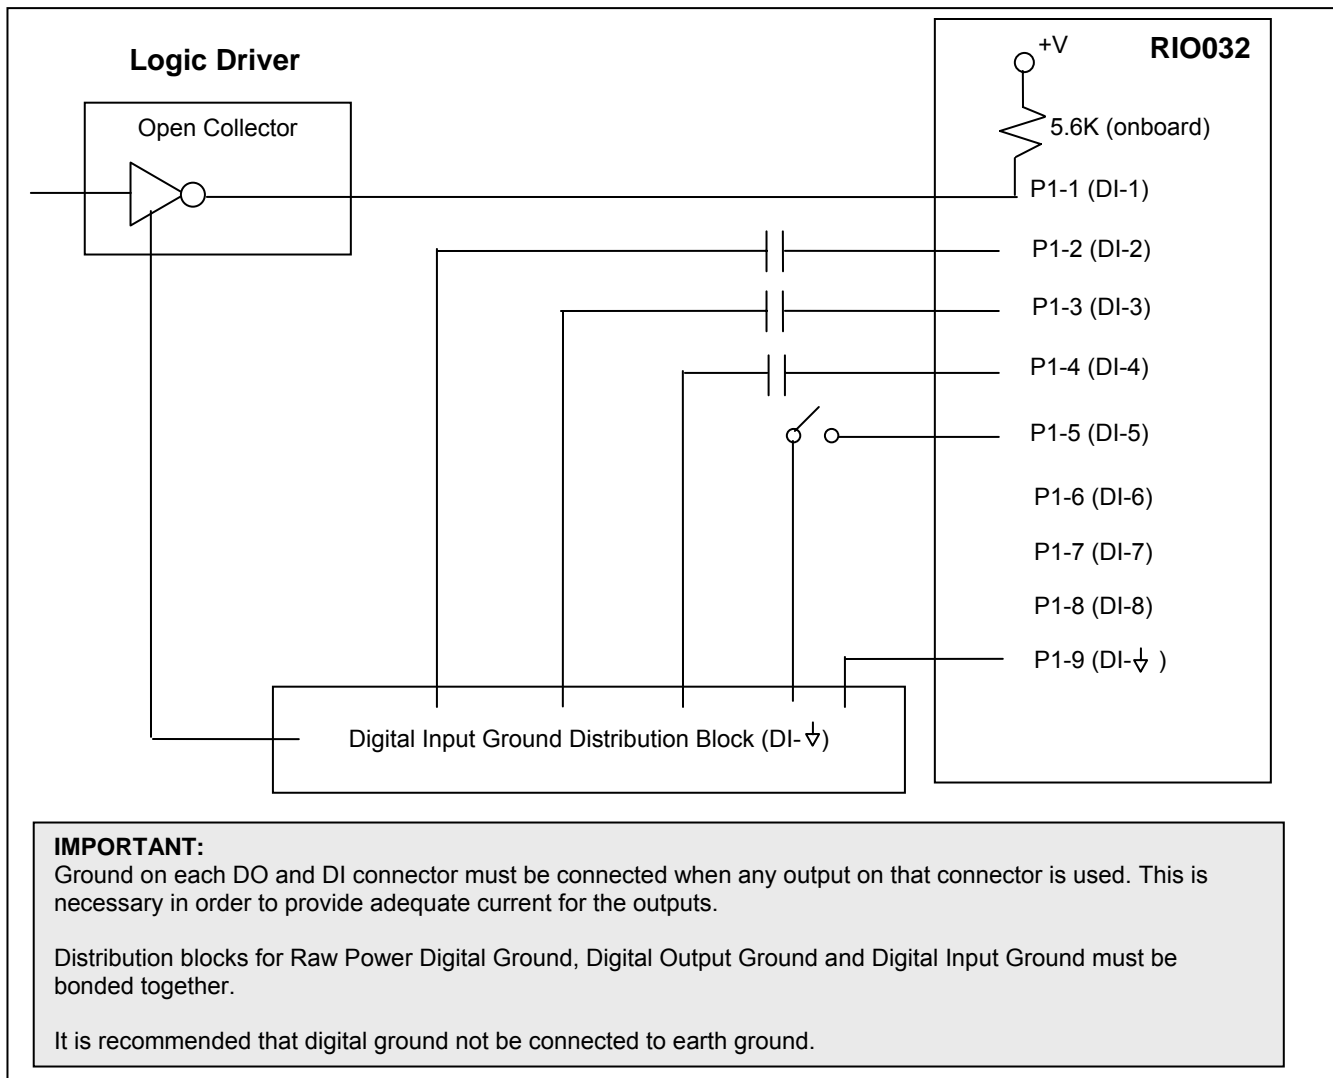 Logic Driver
Open Collector
+V
RIO032
5.6K (onboard)
P1-1 (DI-1)
P1-2 (DI-2)
P1-3 (DI-3)
P1-4 (DI-4)
P1-5 (DI-5)
P1-6 (DI-6)
P1-7 (DI-7)
P1-8 (DI-8)
P1-9 (DI- )
Digital Input Ground Distribution Block (DI- )
IMPORTANT:
Ground on each DO and DI connector must be connected when any output on that connector is used. This is
necessary in order to provide adequate current for the outputs.
Distribution blocks for Raw Power Digital Ground, Digital Output Ground and Digital Input Ground must be
bonded together.
It is recommended that digital ground not be connected to earth ground.